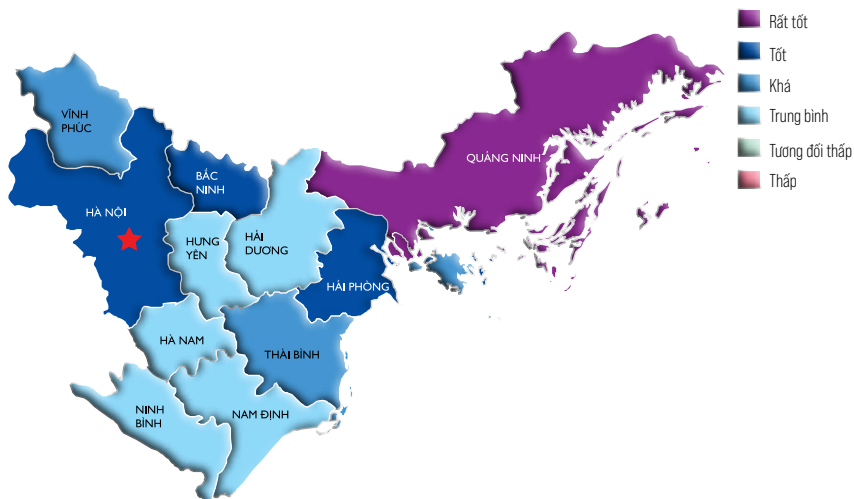 Rất tốt
Tốt
Khá
Trung bình
Tương đối thấp
Thấp
VĨNH
PHÚC
BẮC
NINH
QUẢNG NINH
HÀ NỘI
HƯNG
YÊN
HẢI
DƯƠNG
HẢI PHÒNG
HÀ NAM
THÁI BÌNH
NINH
BÌNH
NAM ĐỊNH